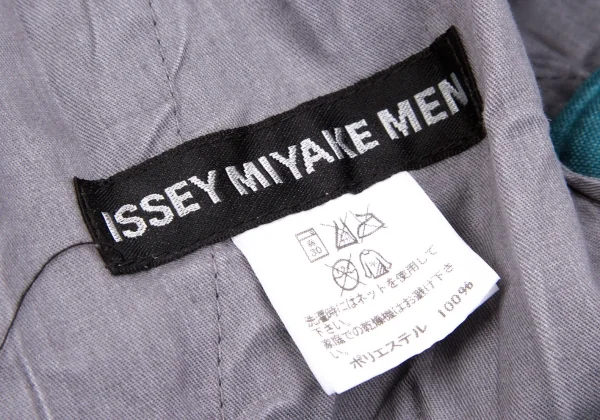 ISSEY MIYAKE MEN
30
洗濯時にはネットを使用して
下さい。
家庭での乾燥機はお避け下さ
い。
ポリエステル 100%